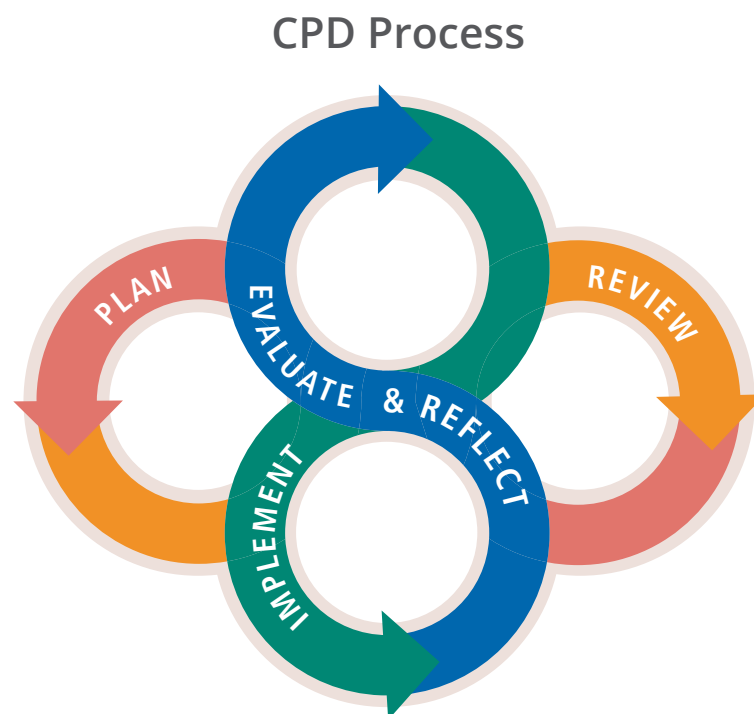 CPD Process
PLAN
REVIEW
EVALUATE & REFLECT
IMPLEMENT